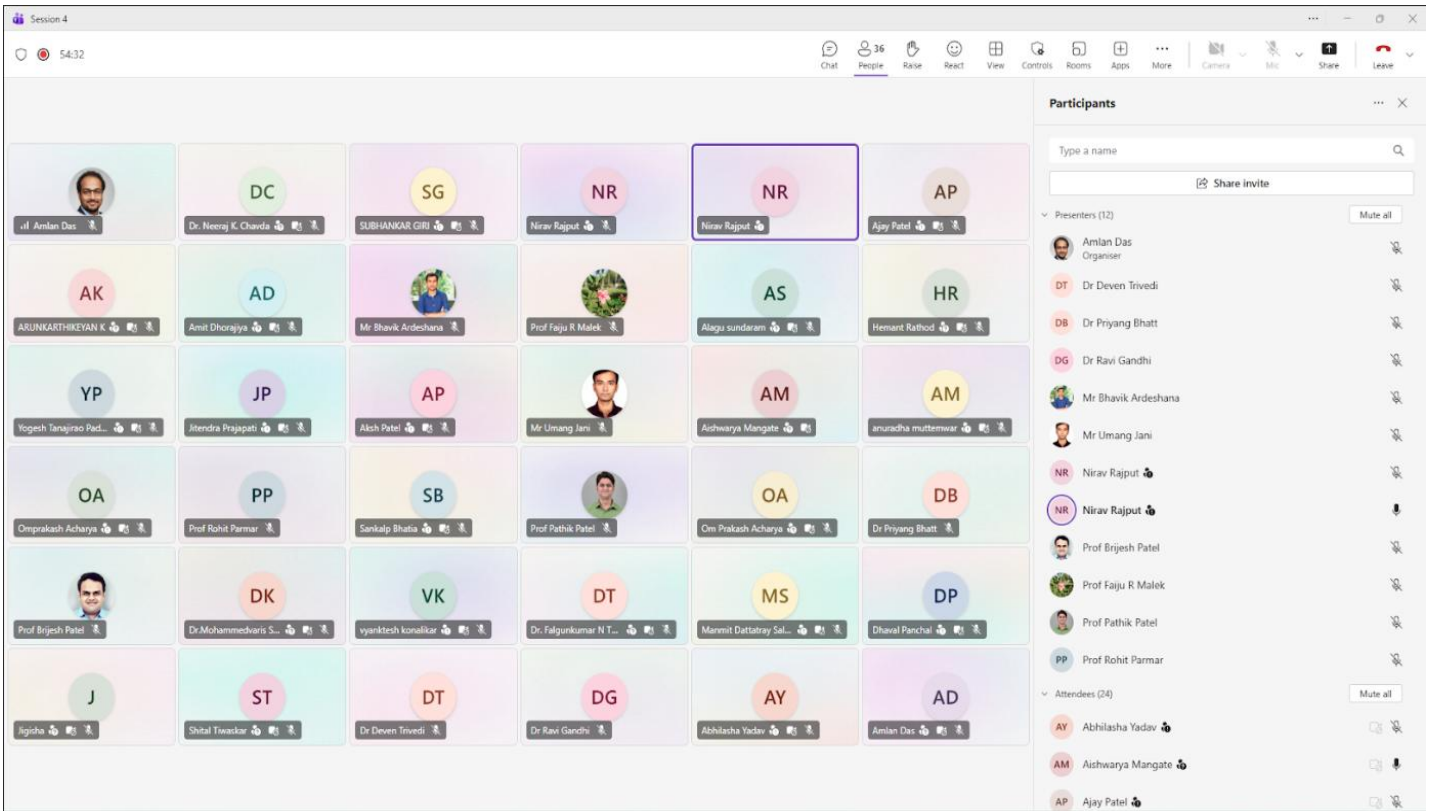 Session 4
54:32
Chat
36
People
Raise
React
View
Controls
Rooms
Apps
More
Camera
Mic
Share
Leave
Amlan Das
DC
Dr. Neeraj K. Chavda
SG
SUBHANKAR GIRI
NR
Nirav Rajput
NR
Nirav Rajput
AP
Ajay Patel
AK
ARUNKARTHIKEYAN K
AD
Amit Dhorajiya
Mr Bhavik Ardeshana
Prof Faiju R Malek
AS
Alagu sundaram
HR
Hemant Rathod
YP
Yogesh Tanajirao Pad...
JP
Jitendra Prajapati
AP
Aksh Patel
Mr Umang Jani
AM
Aishwarya Mangate
AM
anuradha muttemwar
OA
Omprakash Acharya
PP
Prof Rohit Parmar
SB
Sankalp Bhatia
Prof Pathik Patel
OA
Om Prakash Acharya
DB
Dr Priyang Bhatt
Prof Brijesh Patel
DK
Dr.Mohammedvaris S...
VK
vyanktesh konalikar
DT
Dr. Falgunkumar N T...
MS
Manmit Dattatray Sal...
DP
Dhaval Panchal
J
Jigisha
ST
Shital Tiwaskar
DT
Dr Deven Trivedi
DG
Dr Ravi Gandhi
AY
Abhilasha Yadav
AD
Amlan Das
Participants
Type a name
Share invite
Presenters (12)
Mute all
Amlan Das
Organiser
DT Dr Deven Trivedi
DB Dr Priyang Bhatt
DG Dr Ravi Gandhi
Mr Bhavik Ardeshana
Mr Umang Jani
NR Nirav Rajput
NR Nirav Rajput
Prof Brijesh Patel
Prof Faiju R Malek
Prof Pathik Patel
PP Prof Rohit Parmar
Attendees (24)
Mute all
AY Abhilasha Yadav
AM Aishwarya Mangate
AP Ajay Patel